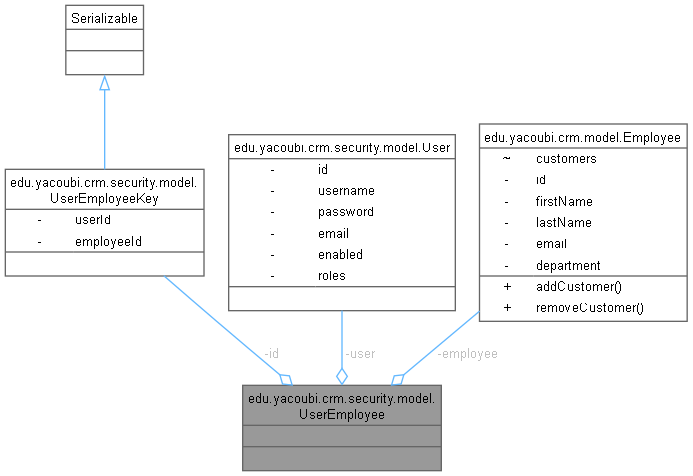 Serializable
edu.yacoubi.crm.security.model.
UserEmployeeKey
- userId
- employeeId
edu.yacoubi.crm.security.model.User
- id
- username
- password
- email
- enabled
- roles
edu.yacoubi.crm.model.Employee
~ customers
- id
- firstName
- lastName
- email
- department
+ addCustomer()
+ removeCustomer()
-id
-user
-employee
edu.yacoubi.crm.security.model.
UserEmployee